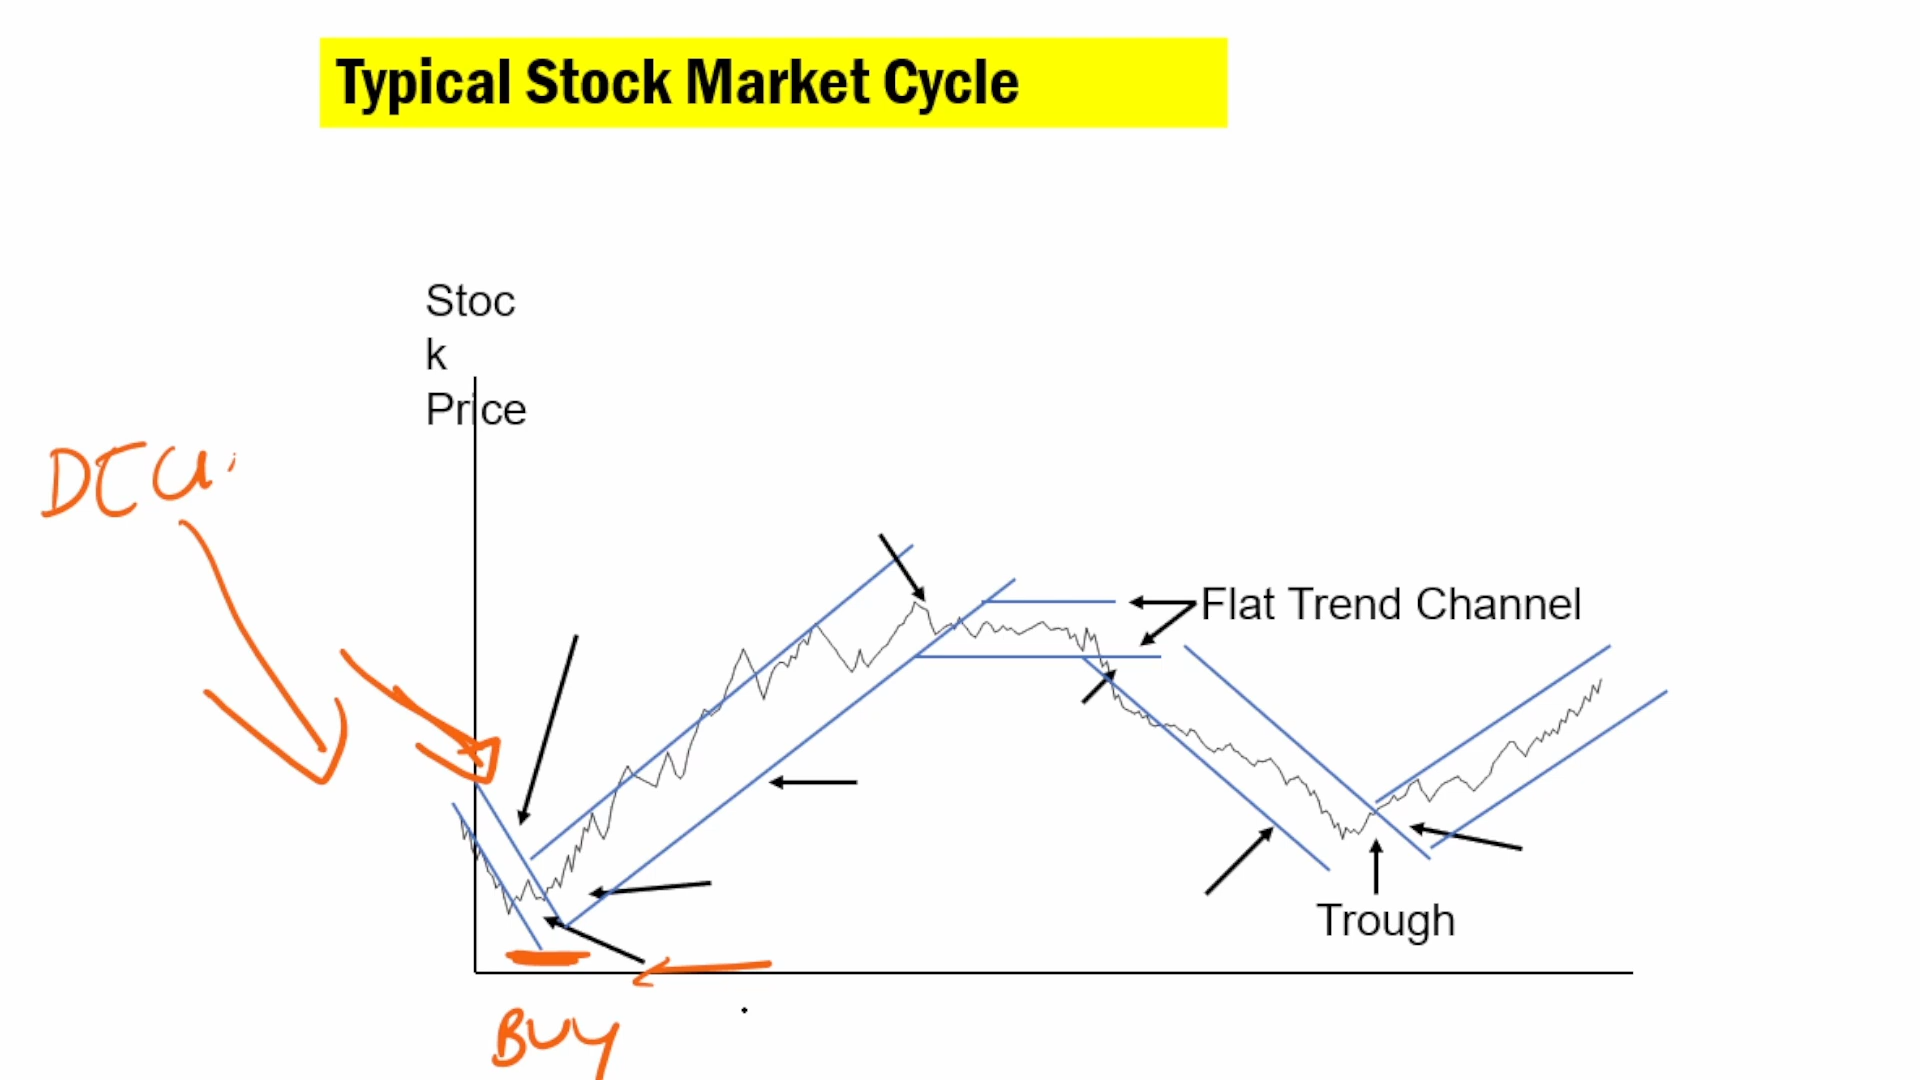 Typical Stock Market Cycle
Stoc
k
Price
Flat Trend Channel
Trough
BUY